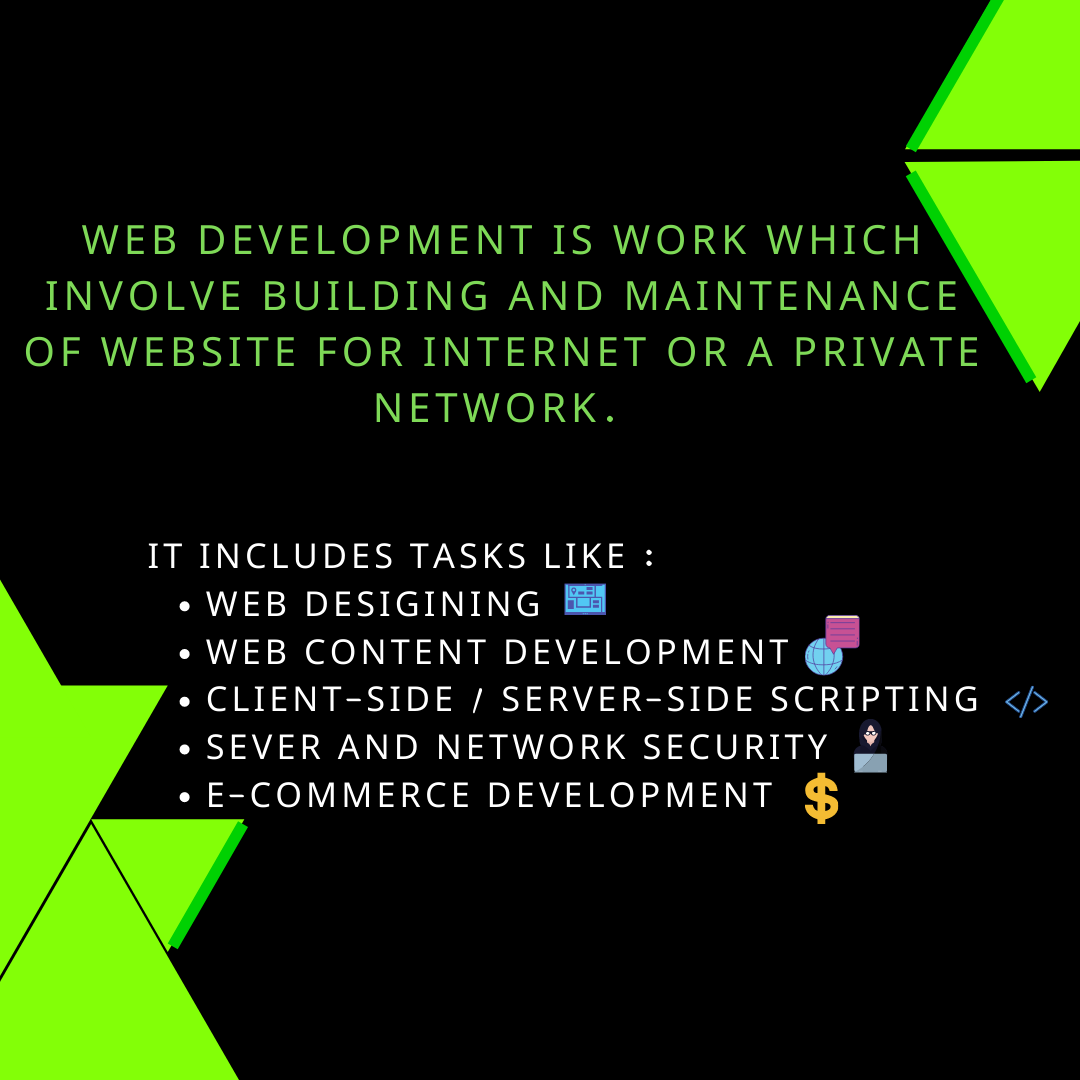 WEB DEVELOPMENT IS WORK WHICH
INVOLVE BUILDING AND MAINTENANCE
OF WEBSITE FOR INTERNET OR A PRIVATE
NETWORK.
IT INCLUDES TASKS LIKE :
• WEB DESIGINING
• WEB CONTENT DEVELOPMENT
• CLIENT-SIDE / SERVER-SIDE SCRIPTING </>
• SEVER AND NETWORK SECURITY
• E-COMMERCE DEVELOPMENT $